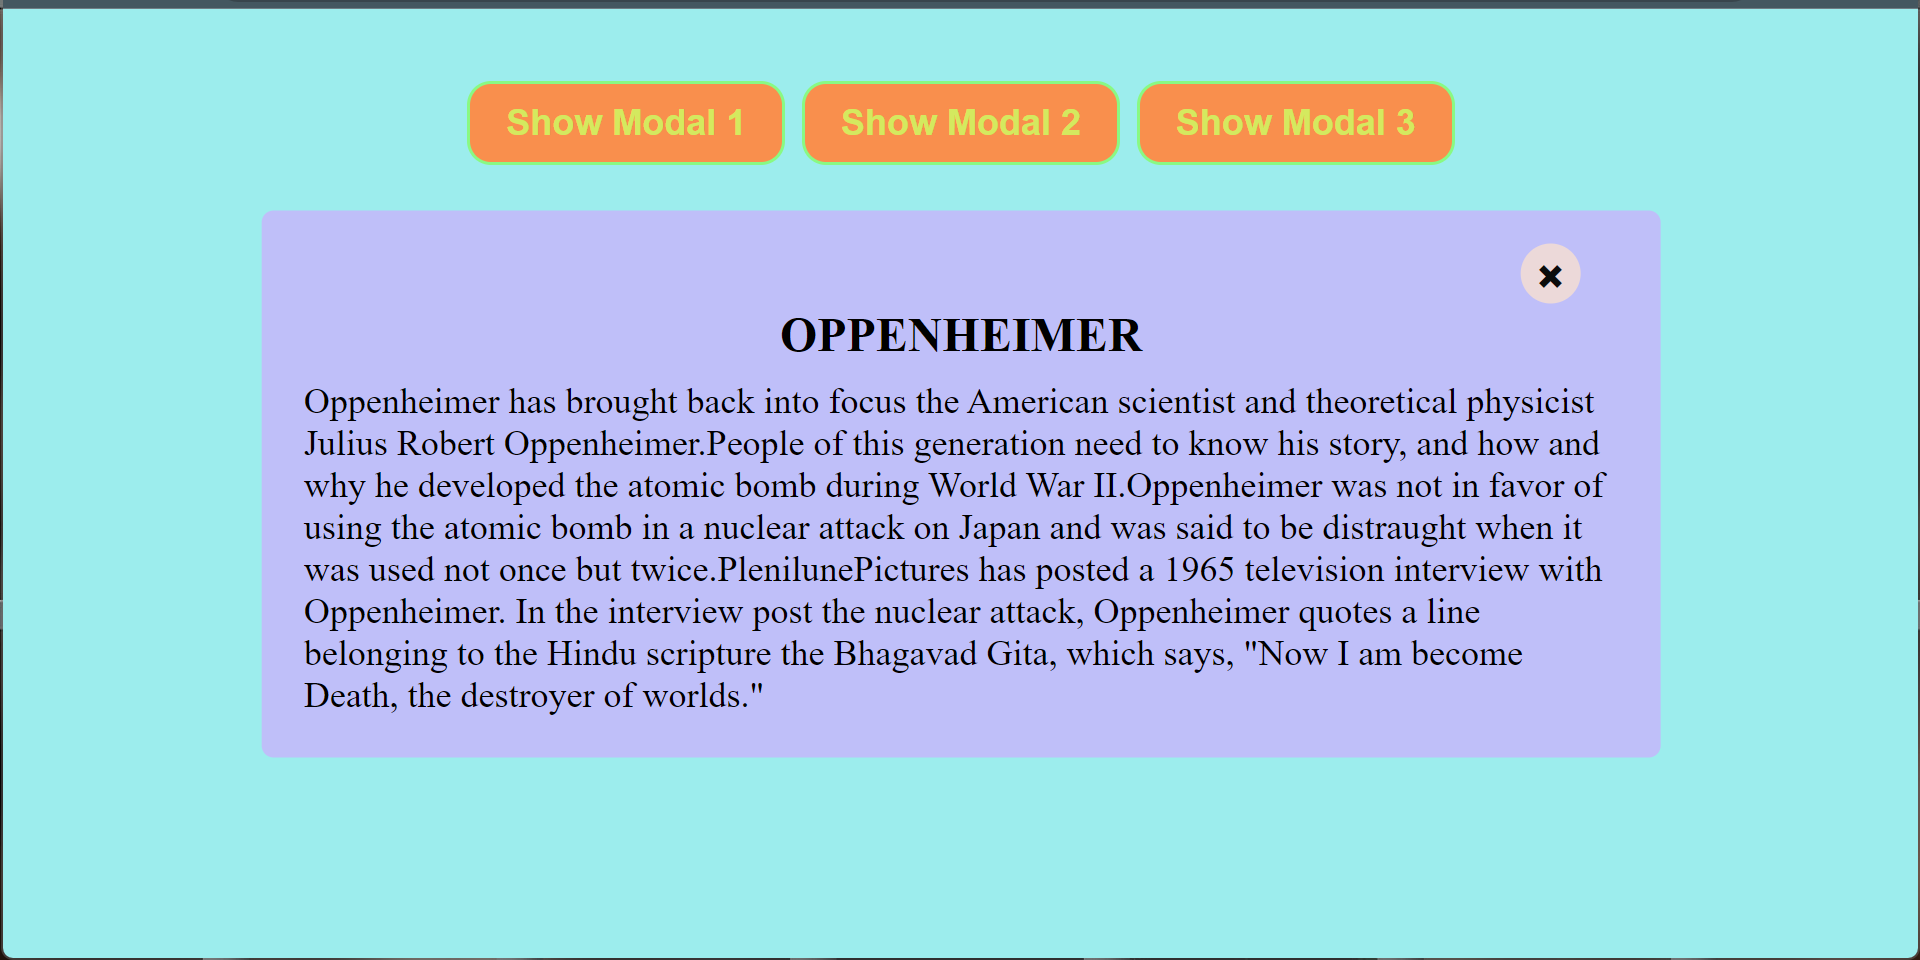 Show Modal 1 Show Modal 2 Show Modal 3
✖
OPPENHEIMER
Oppenheimer has brought back into focus the American scientist and theoretical physicist
Julius Robert Oppenheimer.People of this generation need to know his story, and how and
why he developed the atomic bomb during World War II.Oppenheimer was not in favor of
using the atomic bomb in a nuclear attack on Japan and was said to be distraught when it
was used not once but twice.PlenilunePictures has posted a 1965 television interview with
Oppenheimer. In the interview post the nuclear attack, Oppenheimer quotes a line
belonging to the Hindu scripture the Bhagavad Gita, which says, "Now I am become
Death, the destroyer of worlds."